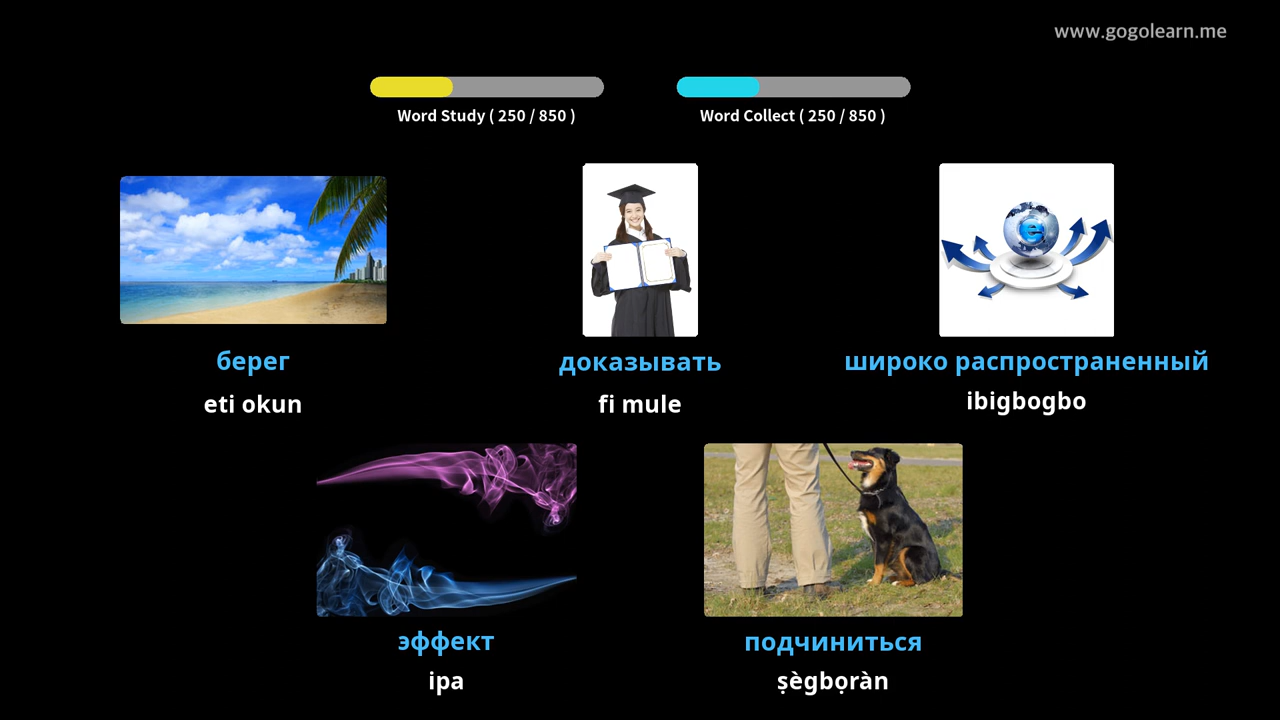 www.gogolearn.me
Word Study ( 250 / 850 )
Word Collect ( 250 / 850 )
берег
eti okun
доказывать
fi mule
широко распространенный
ibigbogbo
эффект
ipa
подчиниться
ṣègbọràn